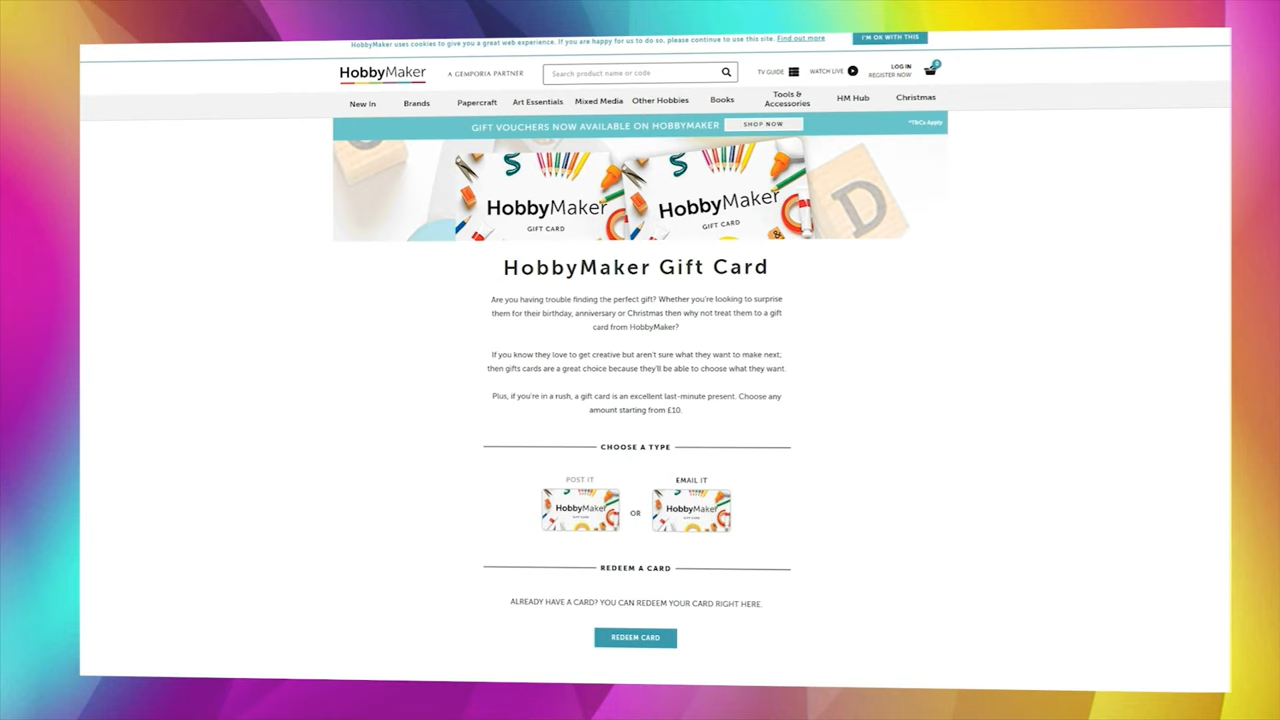 HobbyMaker uses cookies to give you a great web experience. If you are happy for us to do so, please continue to use this site. Find out more
I'M OK WITH THIS
HobbyMaker
A GEMPORIA PARTNER
Search product name or code
TV GUIDE
WATCH LIVE
LOG IN
REGISTER NOW
0
New In
Brands
Papercraft
Art Essentials
Mixed Media
Other Hobbies
Books
Tools &
Accessories
HM Hub
Christmas
GIFT VOUCHERS NOW AVAILABLE ON HOBBYMAKER
SHOP NOW
*T&Cs Apply
HobbyMaker
GIFT CARD
HobbyMaker
GIFT CARD
&
D
HobbyMaker Gift Card
Are you having trouble finding the perfect gift? Whether you're looking to surprise
them for their birthday, anniversary or Christmas then why not treat them to a gift
card from HobbyMaker?
If you know they love to get creative but aren't sure what they want to make next;
then gifts cards are a great choice because they'll be able to choose what they want.
Plus, if you're in a rush, a gift card is an excellent last-minute present. Choose any
amount starting from £10.
CHOOSE A TYPE
POST IT
EMAIL IT
HobbyMaker
GIFT CARD
OR
HobbyMaker
GIFT CARD
REDEEM A CARD
ALREADY HAVE A CARD? YOU CAN REDEEM YOUR CARD RIGHT HERE.
REDEEM CARD